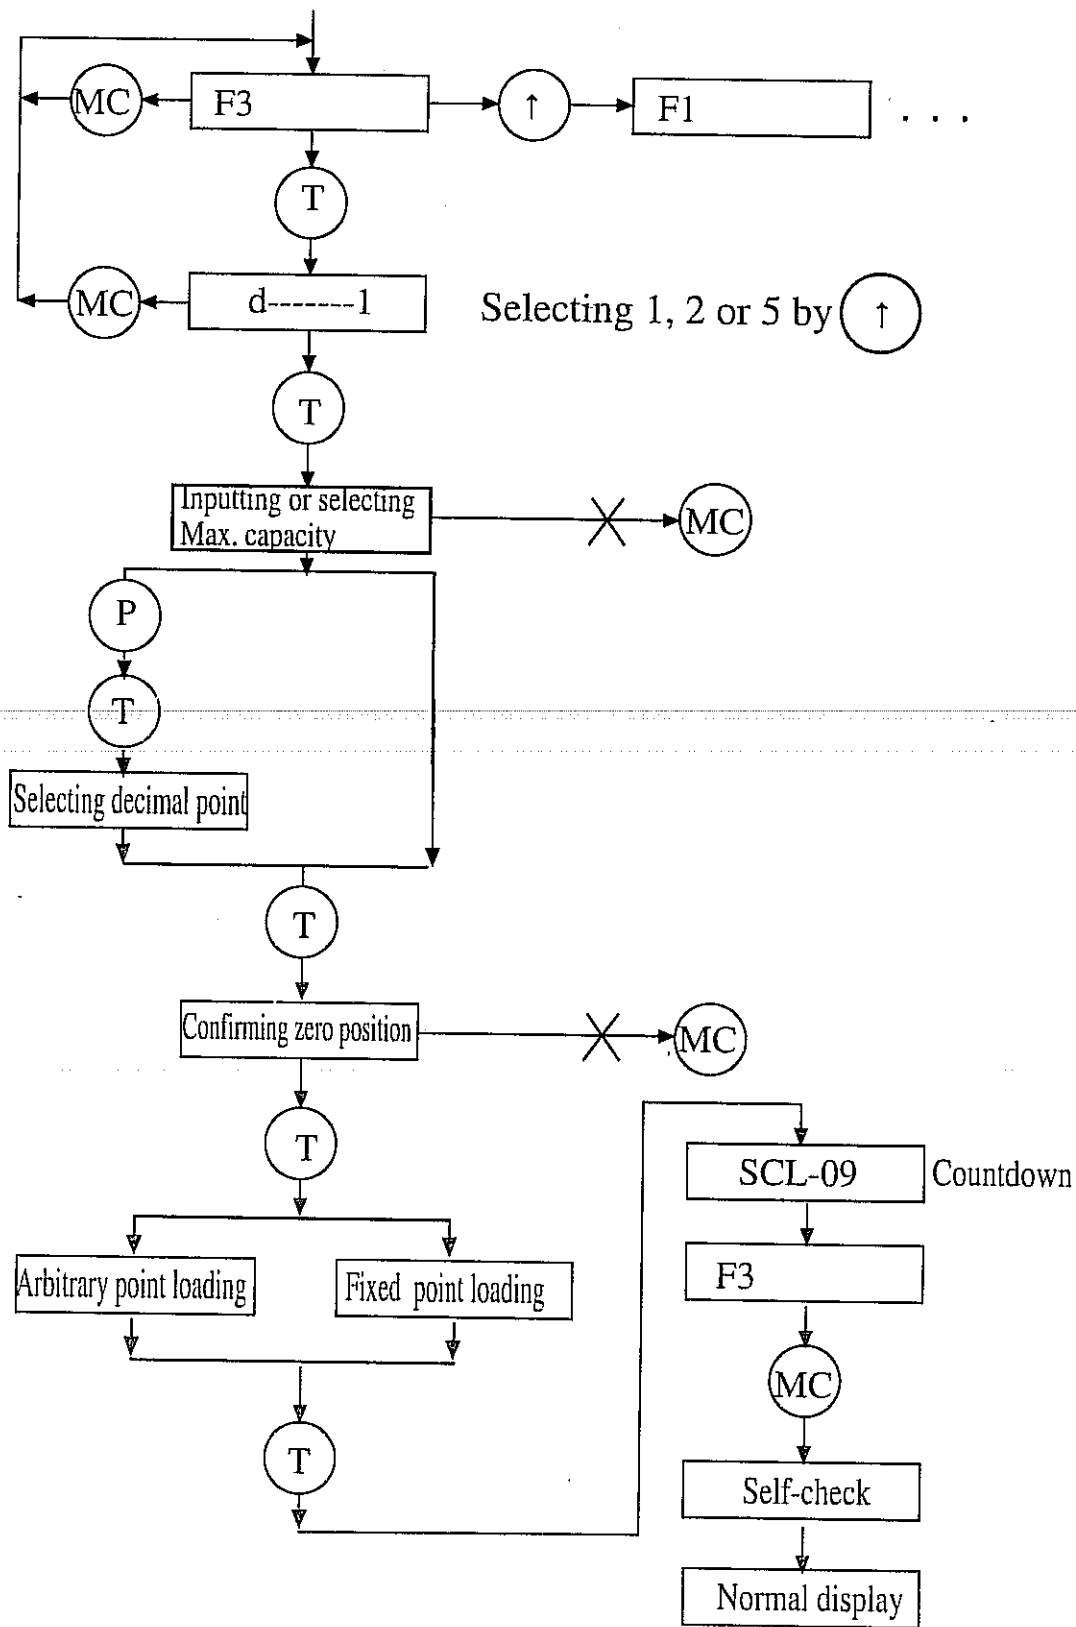 MC
F3
↑
F1 . . .
T
MC
d-------1
Selecting 1, 2 or 5 by ↑
T
Inputting or selecting
Max. capacity
MC
P
T
Selecting decimal point
T
Confirming zero position
MC
T
Arbitrary point loading
Fixed point loading
T
SCL-09
Countdown
F3
MC
Self-check
Normal display